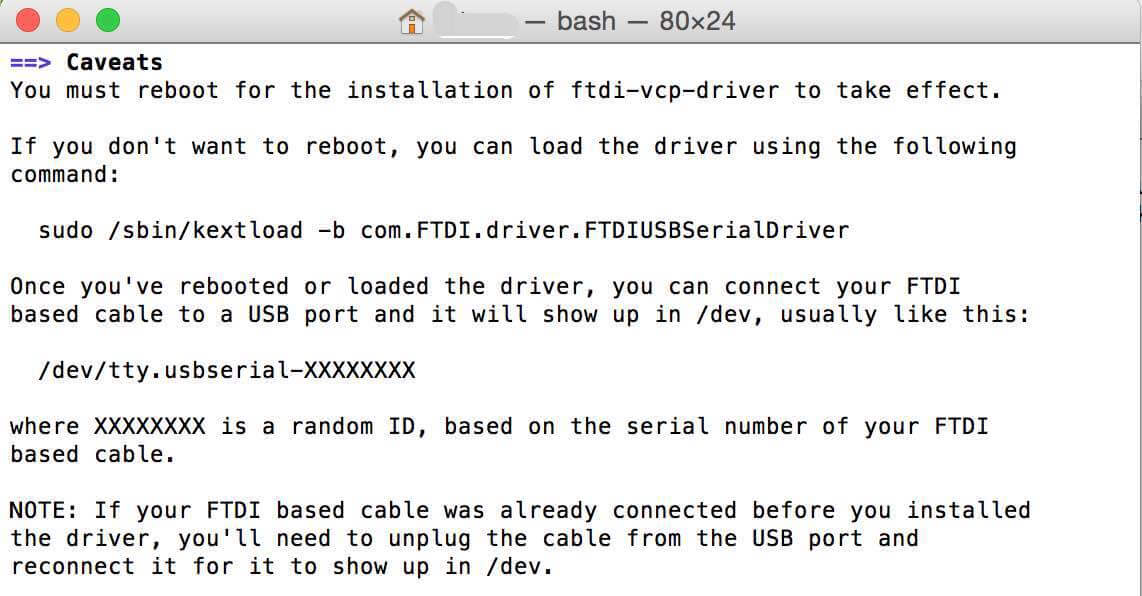 — bash — 80×24
==> Caveats
You must reboot for the installation of ftdi-vcp-driver to take effect.
If you don't want to reboot, you can load the driver using the following
command:
sudo /sbin/kextload -b com.FTDI.driver.FTDIUSBSerialDriver
Once you've rebooted or loaded the driver, you can connect your FTDI
based cable to a USB port and it will show up in /dev, usually like this:
/dev/tty.usbserial-XXXXXXXX
where XXXXXXXX is a random ID, based on the serial number of your FTDI
based cable.
NOTE: If your FTDI based cable was already connected before you installed
the driver, you'll need to unplug the cable from the USB port and
reconnect it for it to show up in /dev.